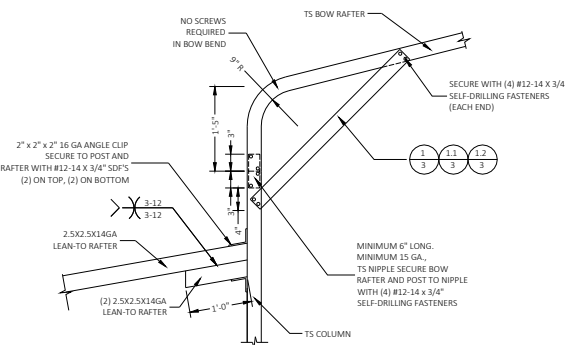 NO SCREWS
REQUIRED
IN BOW BEND
TS BOW RAFTER
9" R
SECURE WITH (4) #12-14 X 3/4
SELF-DRILLING FASTENERS
(EACH END)
1'-5"
3"
2" x 2" x 2" 16 GA ANGLE CLIP
SECURE TO POST AND
RAFTER WITH #12-14 X 3/4" SDF'S
(2) ON TOP, (2) ON BOTTOM
1
3
1.1
3
1.2
3
3-12
3-12
3"
4"
2.5X2.5X14GA
LEAN-TO RAFTER
MINIMUM 6" LONG.
MINIMUM 15 GA.,
TS NIPPLE SECURE BOW
RAFTER AND POST TO NIPPLE
WITH (4) #12-14 x 3/4"
SELF-DRILLING FASTENERS
(2) 2.5X2.5X14GA
LEAN-TO RAFTER
1'-0"
TS COLUMN